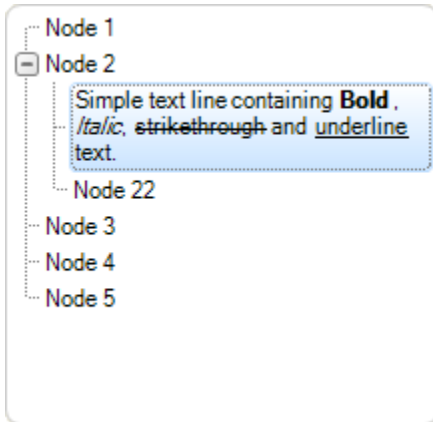 Node 1
Node 2
Simple text line containing Bold ,
Italic, strikethrough and underline
text.
Node 22
Node 3
Node 4
Node 5